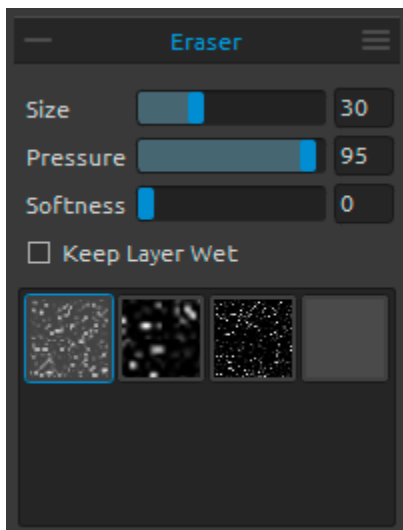 Eraser
Size 30
Pressure 95
Softness 0
Keep Layer Wet